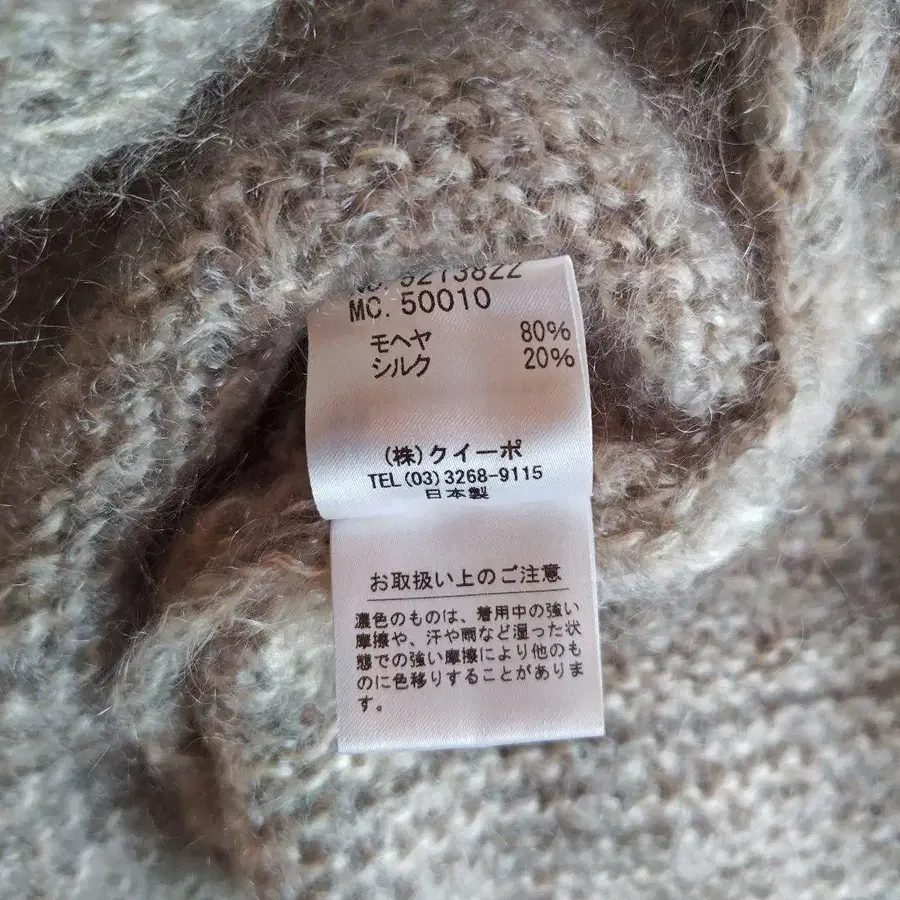 9213822
MC. 50010
モヘヤ 80%
シルク 20%
(株)クイーポ
TEL(03)3268-9115
日本製
お取扱い上のご注意
濃色のものは、着用中の強い
摩擦や、汗や雨など湿った状
態での強い摩擦により他のも
のに色移りすることがありま
す。